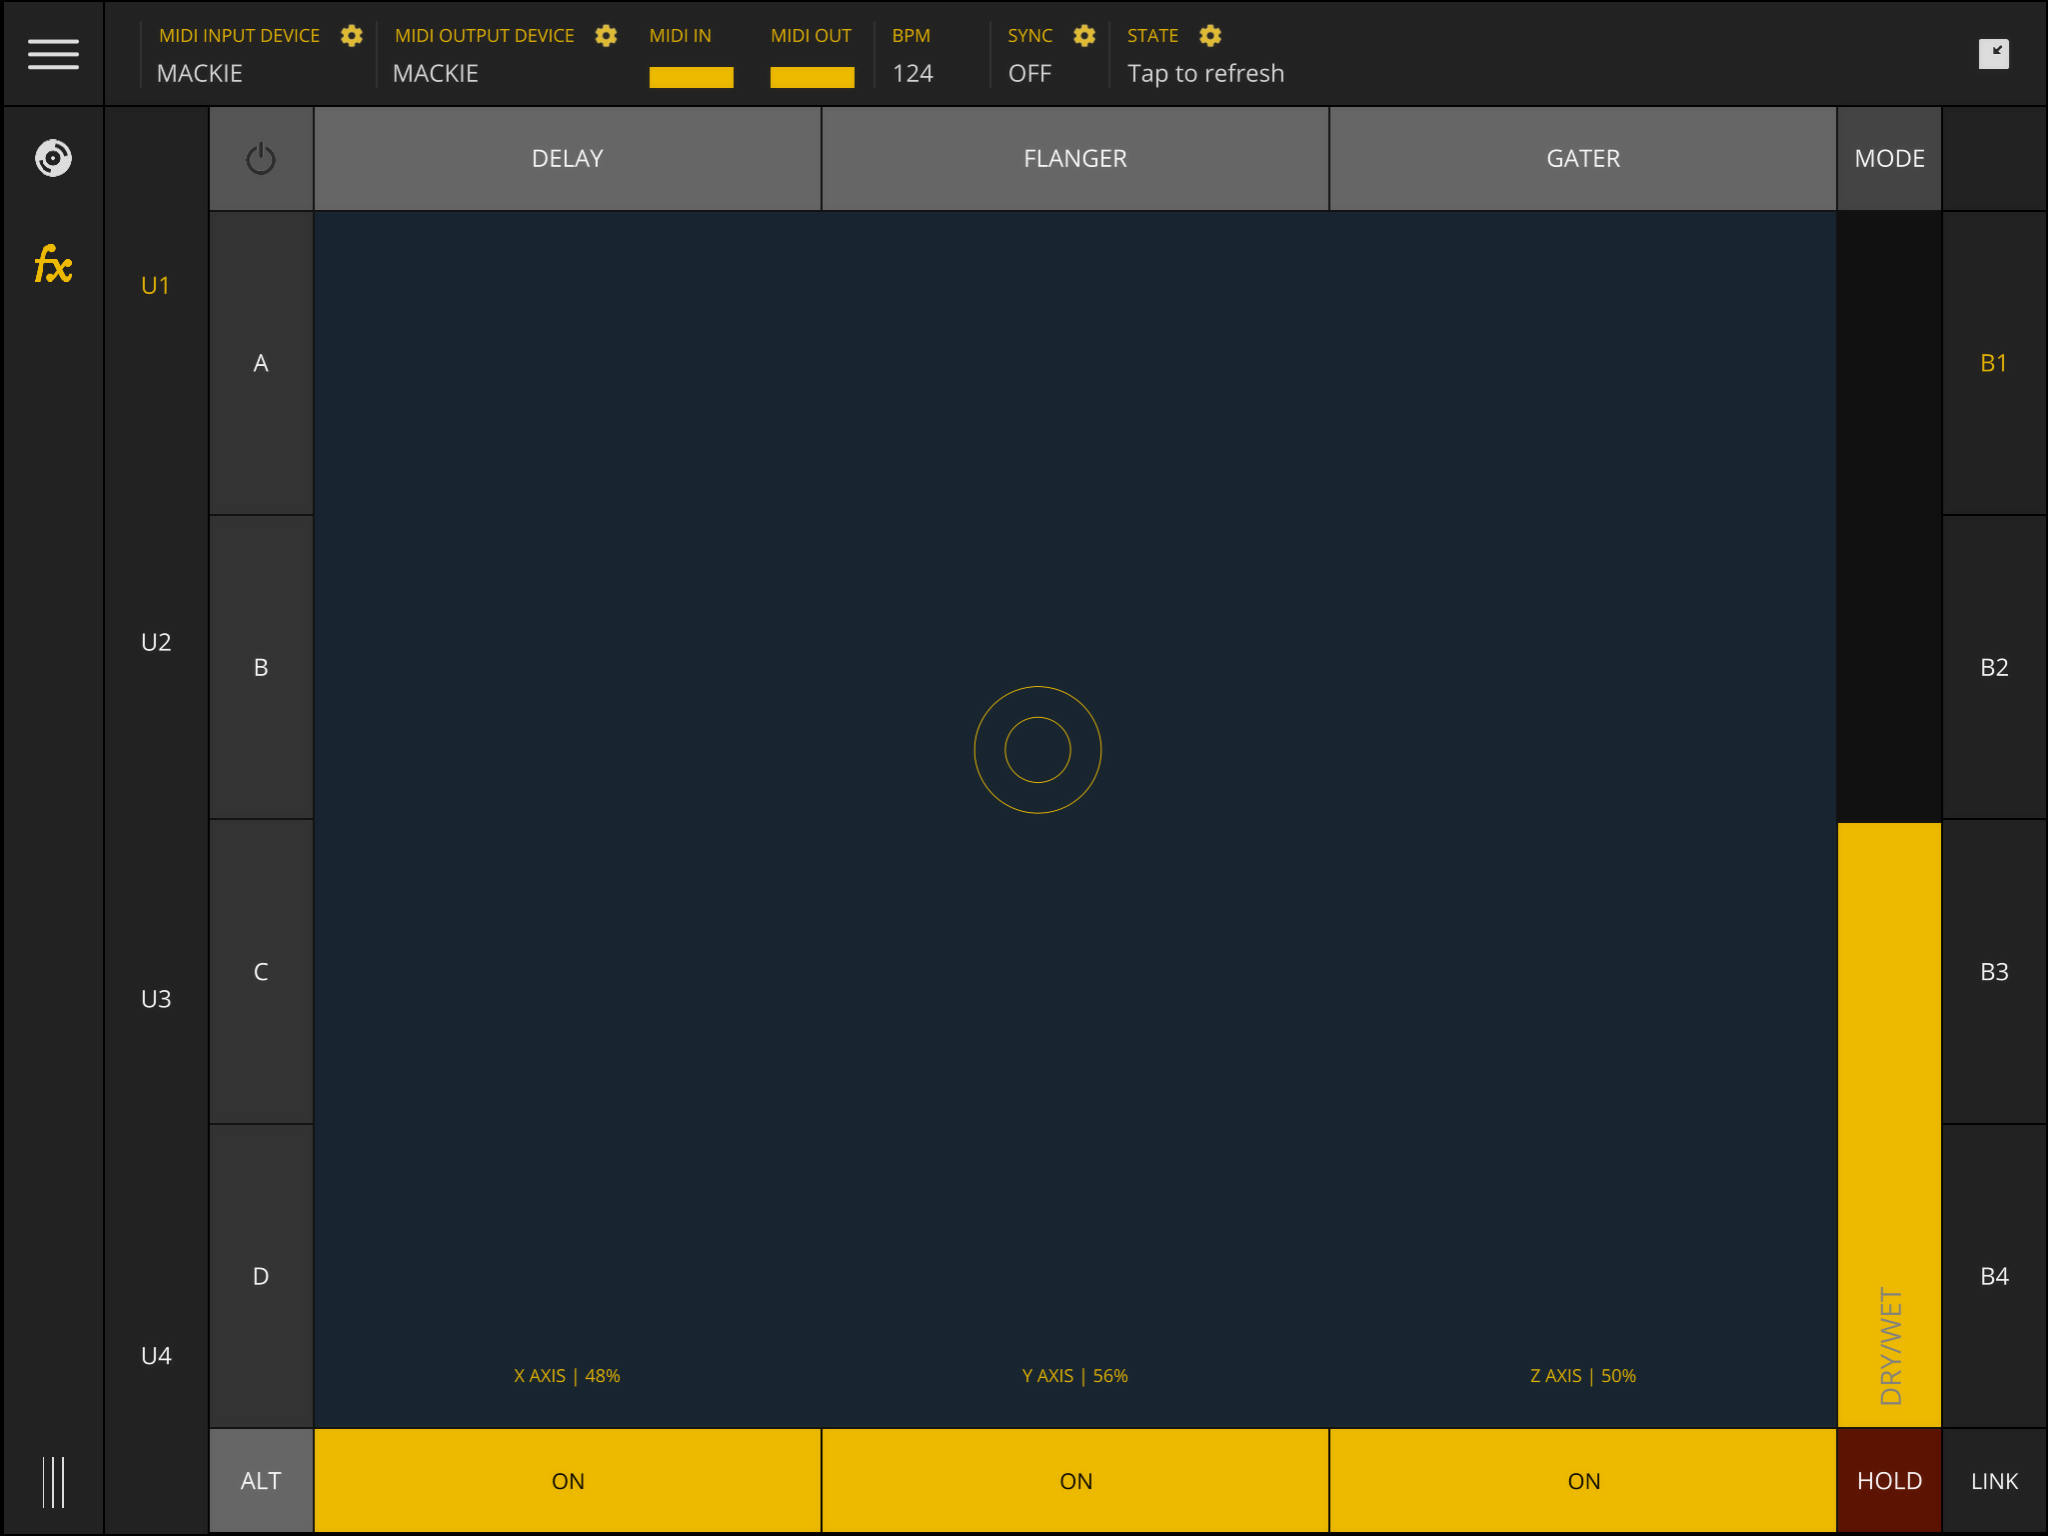 MIDI INPUT DEVICE
MACKIE
MIDI OUTPUT DEVICE
MACKIE
MIDI IN
MIDI OUT
BPM
124
SYNC
OFF
STATE
Tap to refresh
DELAY
FLANGER
GATER
MODE
fx
U1
U2
U3
U4
A
B
C
D
B1
B2
B3
B4
X AXIS | 48%
Y AXIS | 56%
Z AXIS | 50%
DRY/WET
ALT
ON
ON
ON
HOLD
LINK